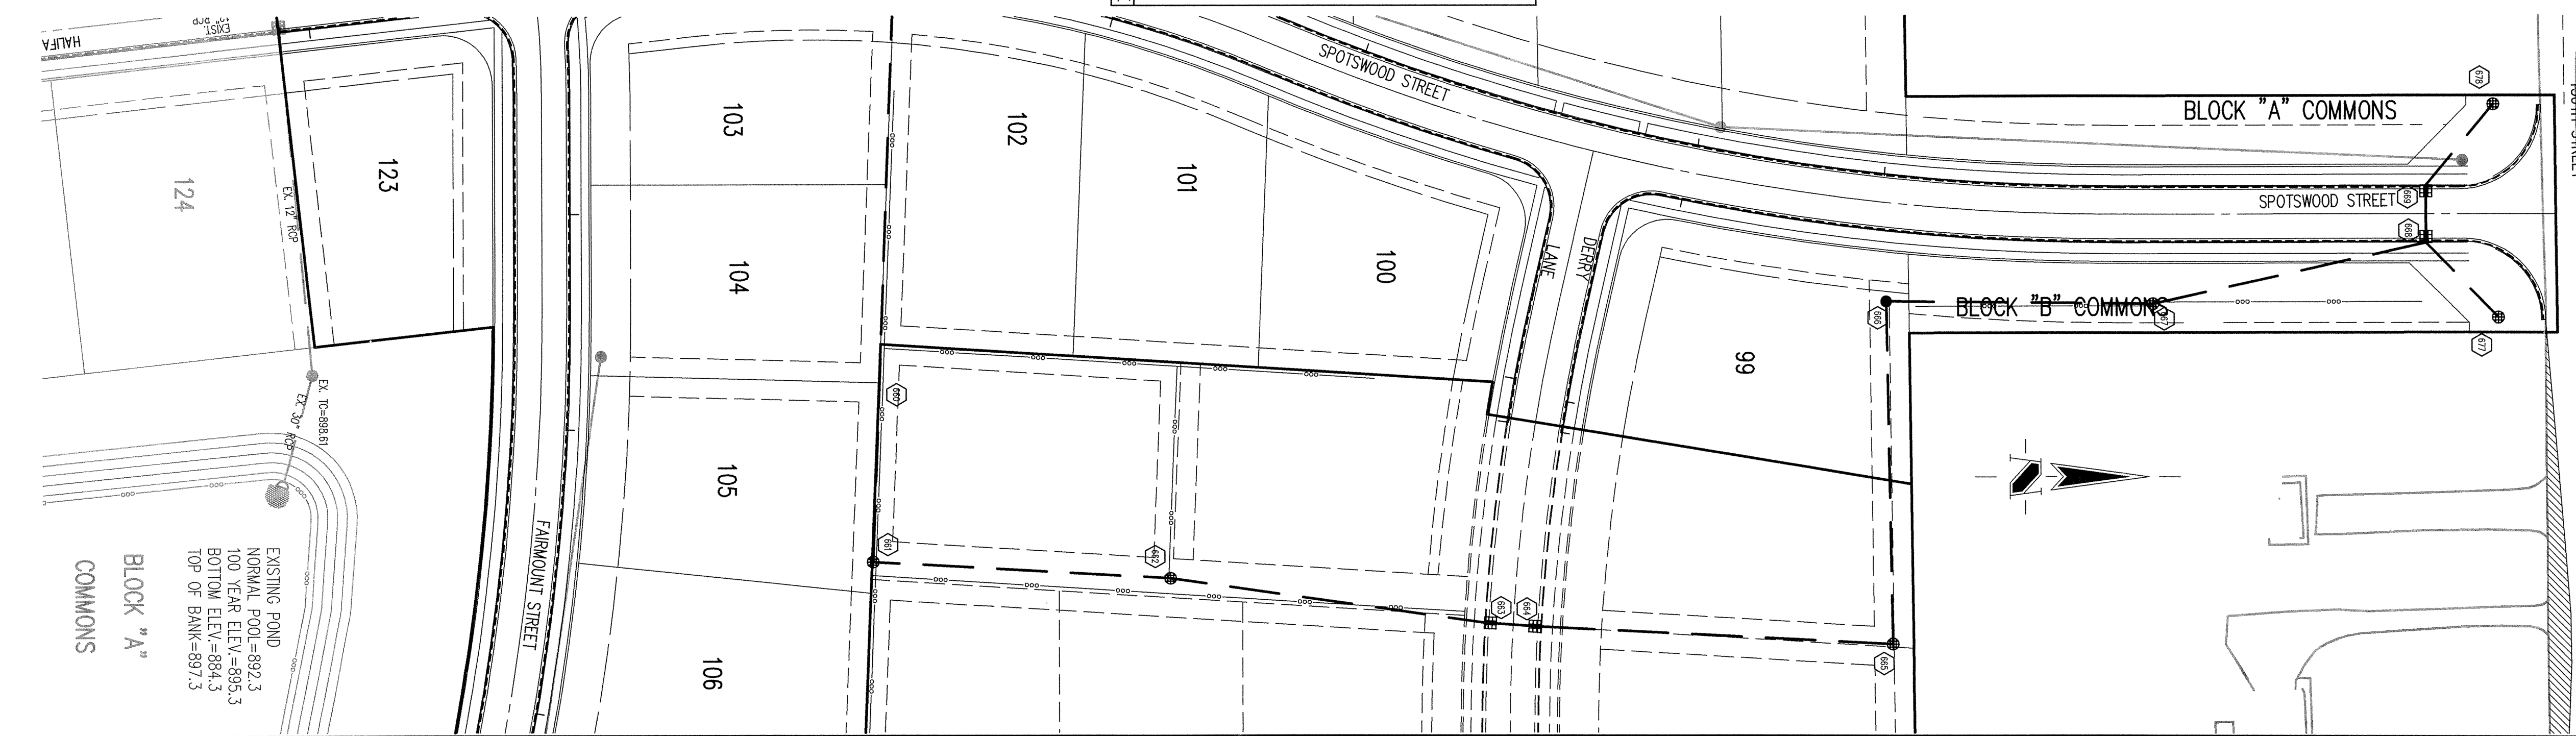 HALIFA
EXIST.
RCP
124
EX. 12" RCP
123
EX. TC=898.61
EX. 30" RCP
EXISTING POND
NORMAL POOL=892.3
100 YEAR ELEV.=895.3
BOTTOM ELEV.=884.3
TOP OF BANK=897.3
BLOCK "A"
COMMONS
FAIRMOUNT STREET
103
104
105
106
102
101
100
99
660
661
662
663
664
665
666
667
LANE
DERRY
SPOTSWOOD STREET
BLOCK "A" COMMONS
678
SPOTSWOOD STREET
669
668
BLOCK "B" COMMONS
677
N